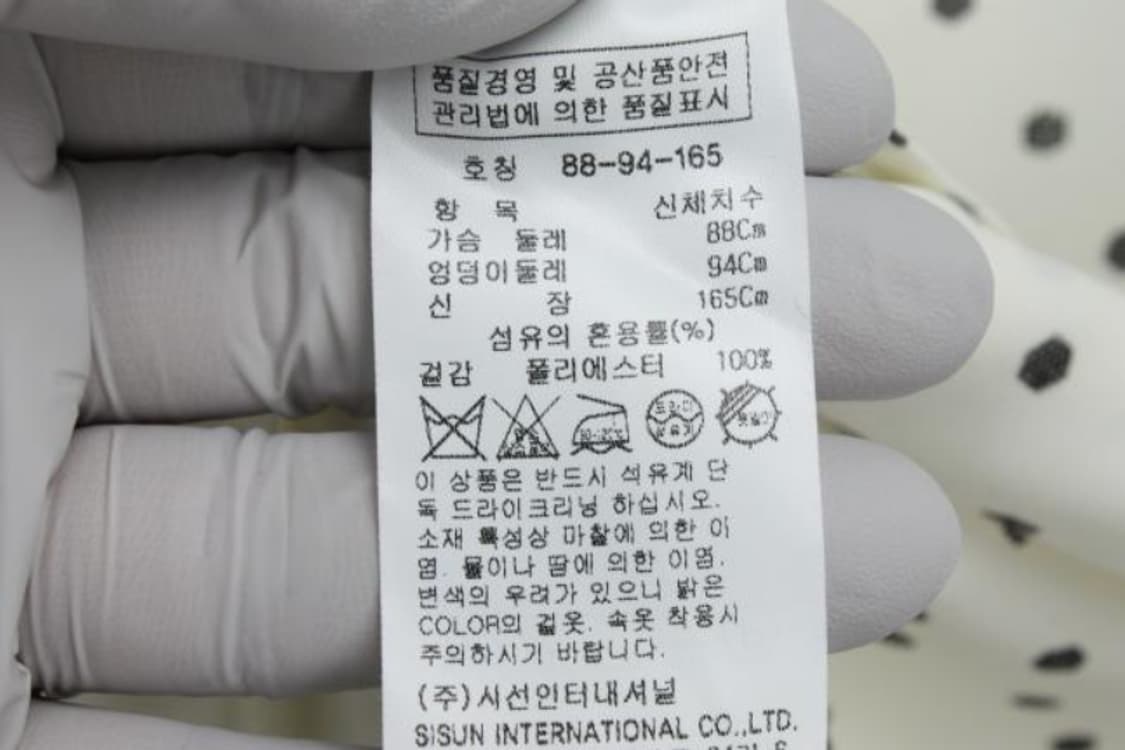 품질경영 및 공산품안전
관리법에 의한 품질표시
호칭 88-94-165
항 목 신체치수
가슴 둘레 88Cm
엉덩이둘레 94Cm
신 장 165Cm
섬유의 혼용률(%)
겉감 폴리에스터 100%
드라이
석유계
이 상품은 반드시 석유계 단
독 드라이크리닝 하십시오.
소재 특성상 마찰에 의한 이
염. 물이나 땀에 의한 이염.
변색의 우려가 있으니 밝은
COLOR의 겉옷. 속옷 착용시
주의하시기 바랍니다.
(주)시선인터내셔널
SISUN INTERNATIONAL CO.,LTD.